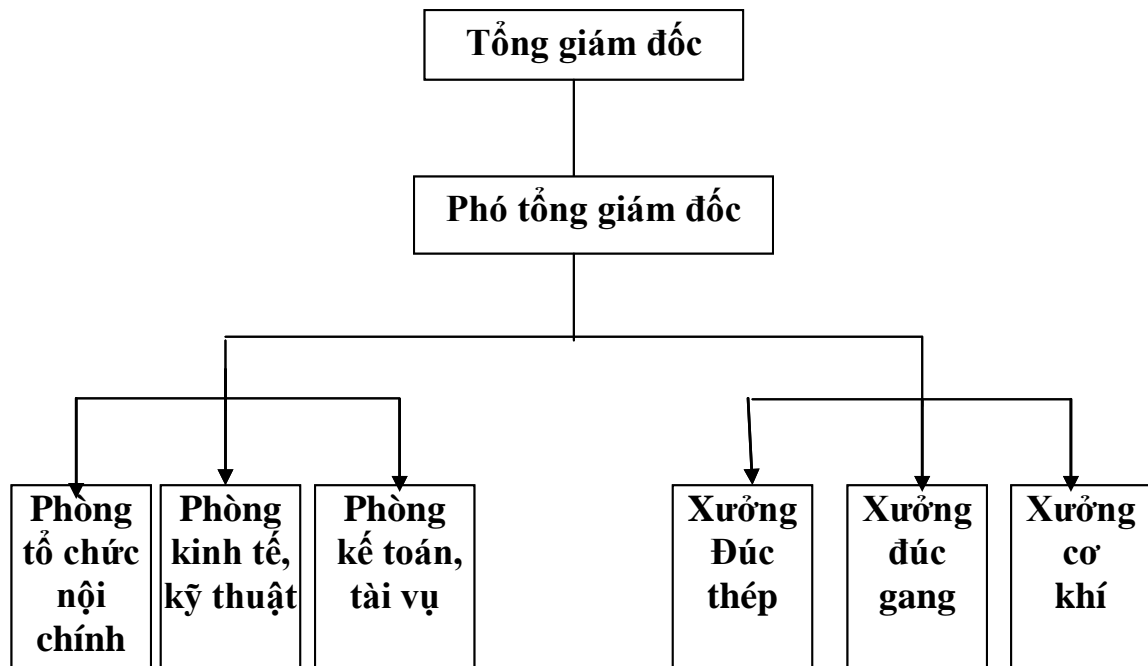 Tổng giám đốc
Phó tổng giám đốc
Phòng
tổ chức
nội
chính
Phòng
kinh tế,
kỹ thuật
Phòng
kế toán,
tài vụ
Xưởng
Đúc
thép
Xưởng
đúc
gang
Xưởng
cơ
khí